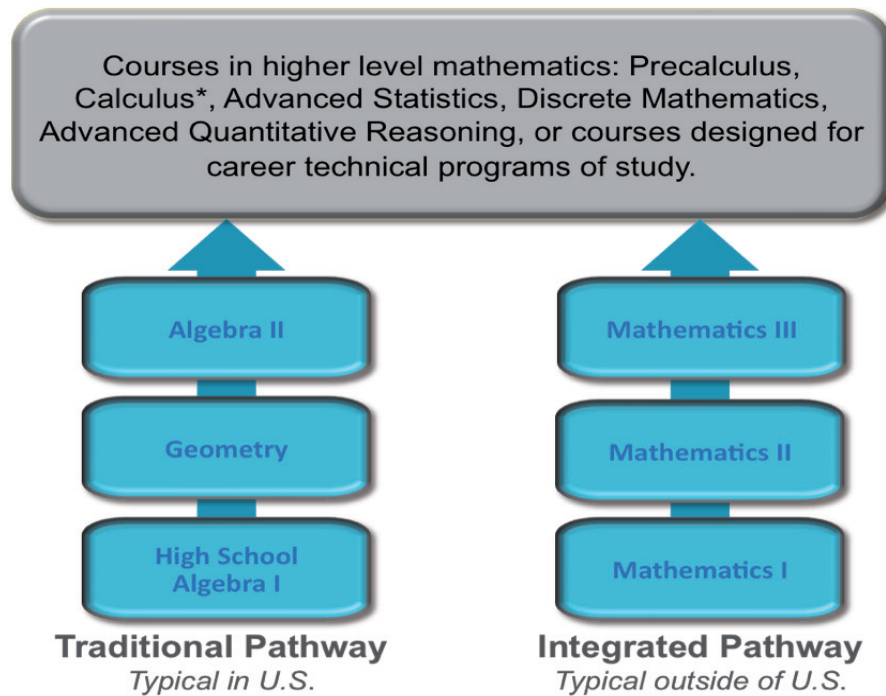 Courses in higher level mathematics: Precalculus,
Calculus*, Advanced Statistics, Discrete Mathematics,
Advanced Quantitative Reasoning, or courses designed for
career technical programs of study.
Algebra II
Geometry
High School
Algebra I
Traditional Pathway
Typical in U.S.
Mathematics III
Mathematics II
Mathematics I
Integrated Pathway
Typical outside of U.S.